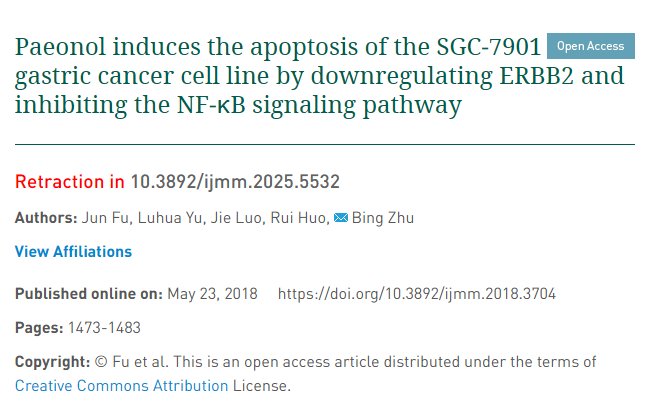 Paeonol induces the apoptosis of the SGC-7901 Open Access
gastric cancer cell line by downregulating ERBB2 and
inhibiting the NF-κB signaling pathway
Retraction in 10.3892/ijmm.2025.5532
Authors: Jun Fu, Luhua Yu, Jie Luo, Rui Huo, Bing Zhu
View Affiliations
Published online on: May 23, 2018 https://doi.org/10.3892/ijmm.2018.3704
Pages: 1473-1483
Copyright: © Fu et al. This is an open access article distributed under the terms of
Creative Commons Attribution License.